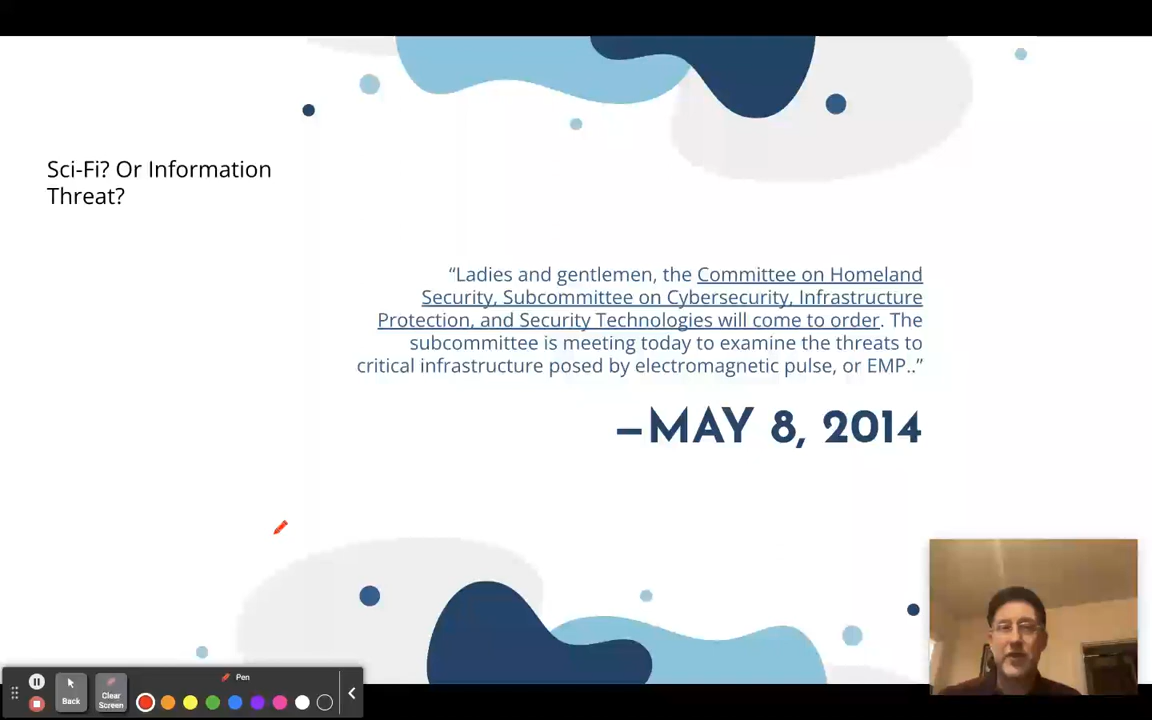 Sci-Fi? Or Information
Threat?
“Ladies and gentlemen, the Committee on Homeland
Security, Subcommittee on Cybersecurity, Infrastructure
Protection, and Security Technologies will come to order. The
subcommittee is meeting today to examine the threats to
critical infrastructure posed by electromagnetic pulse, or EMP..”
–MAY 8, 2014
Pen
Back
Clear
Screen